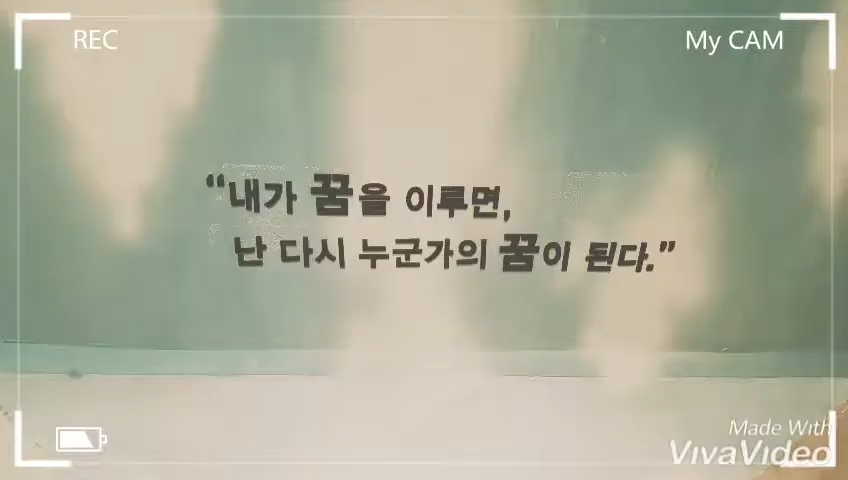 REC
My CAM
“내가 꿈을 이루면,
난 다시 누군가의 꿈이 된다.”
Made With
VivaVideo